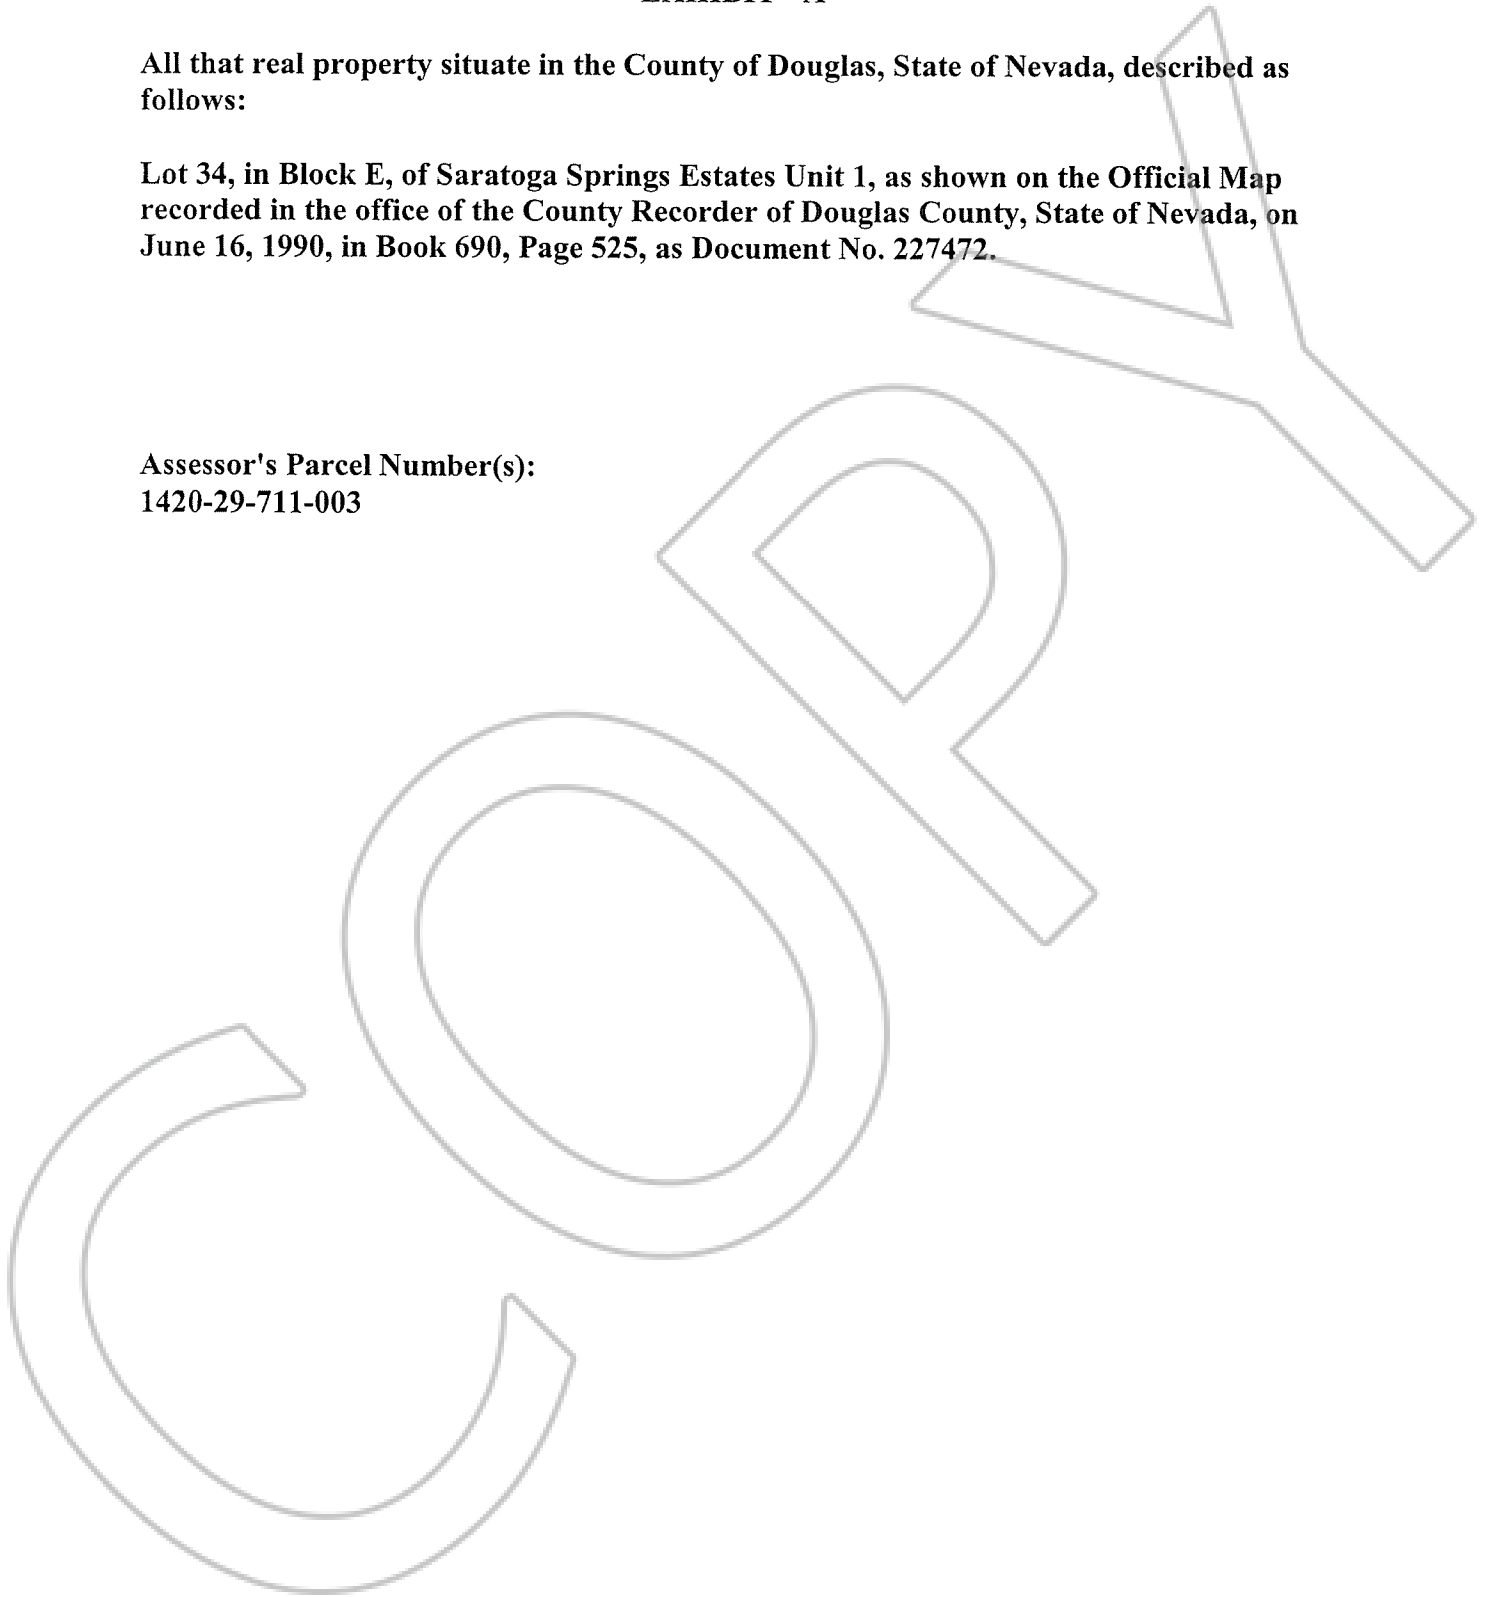 All that real property situate in the County of Douglas, State of Nevada, described as
follows:
Lot 34, in Block E, of Saratoga Springs Estates Unit 1, as shown on the Official Map
recorded in the office of the County Recorder of Douglas County, State of Nevada, on
June 16, 1990, in Book 690, Page 525, as Document No. 227472.
Assessor's Parcel Number(s):
1420-29-711-003
COPY